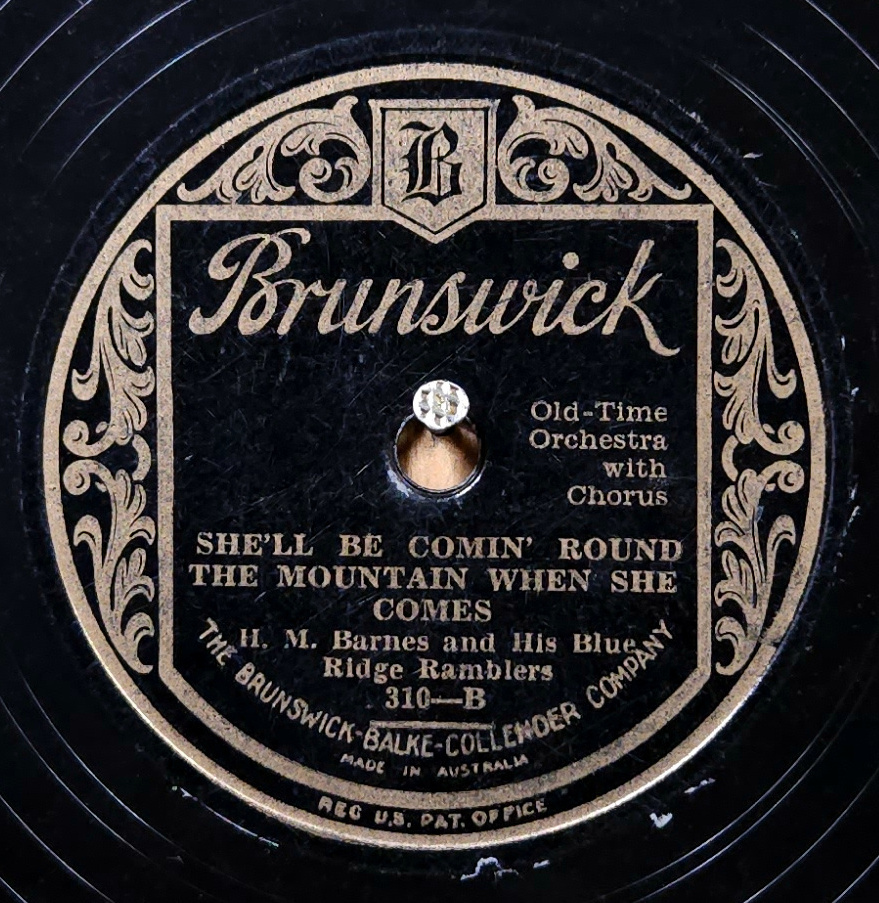 B
Brunswick
Old-Time
Orchestra
with
Chorus
SHE'LL BE COMIN' ROUND
THE MOUNTAIN WHEN SHE
COMES
H. M. Barnes and His Blue
Ridge Ramblers
310—B
THE BRUNSWICK-BALKE-COLLENDER COMPANY
MADE IN AUSTRALIA
REG U.S. PAT. OFFICE